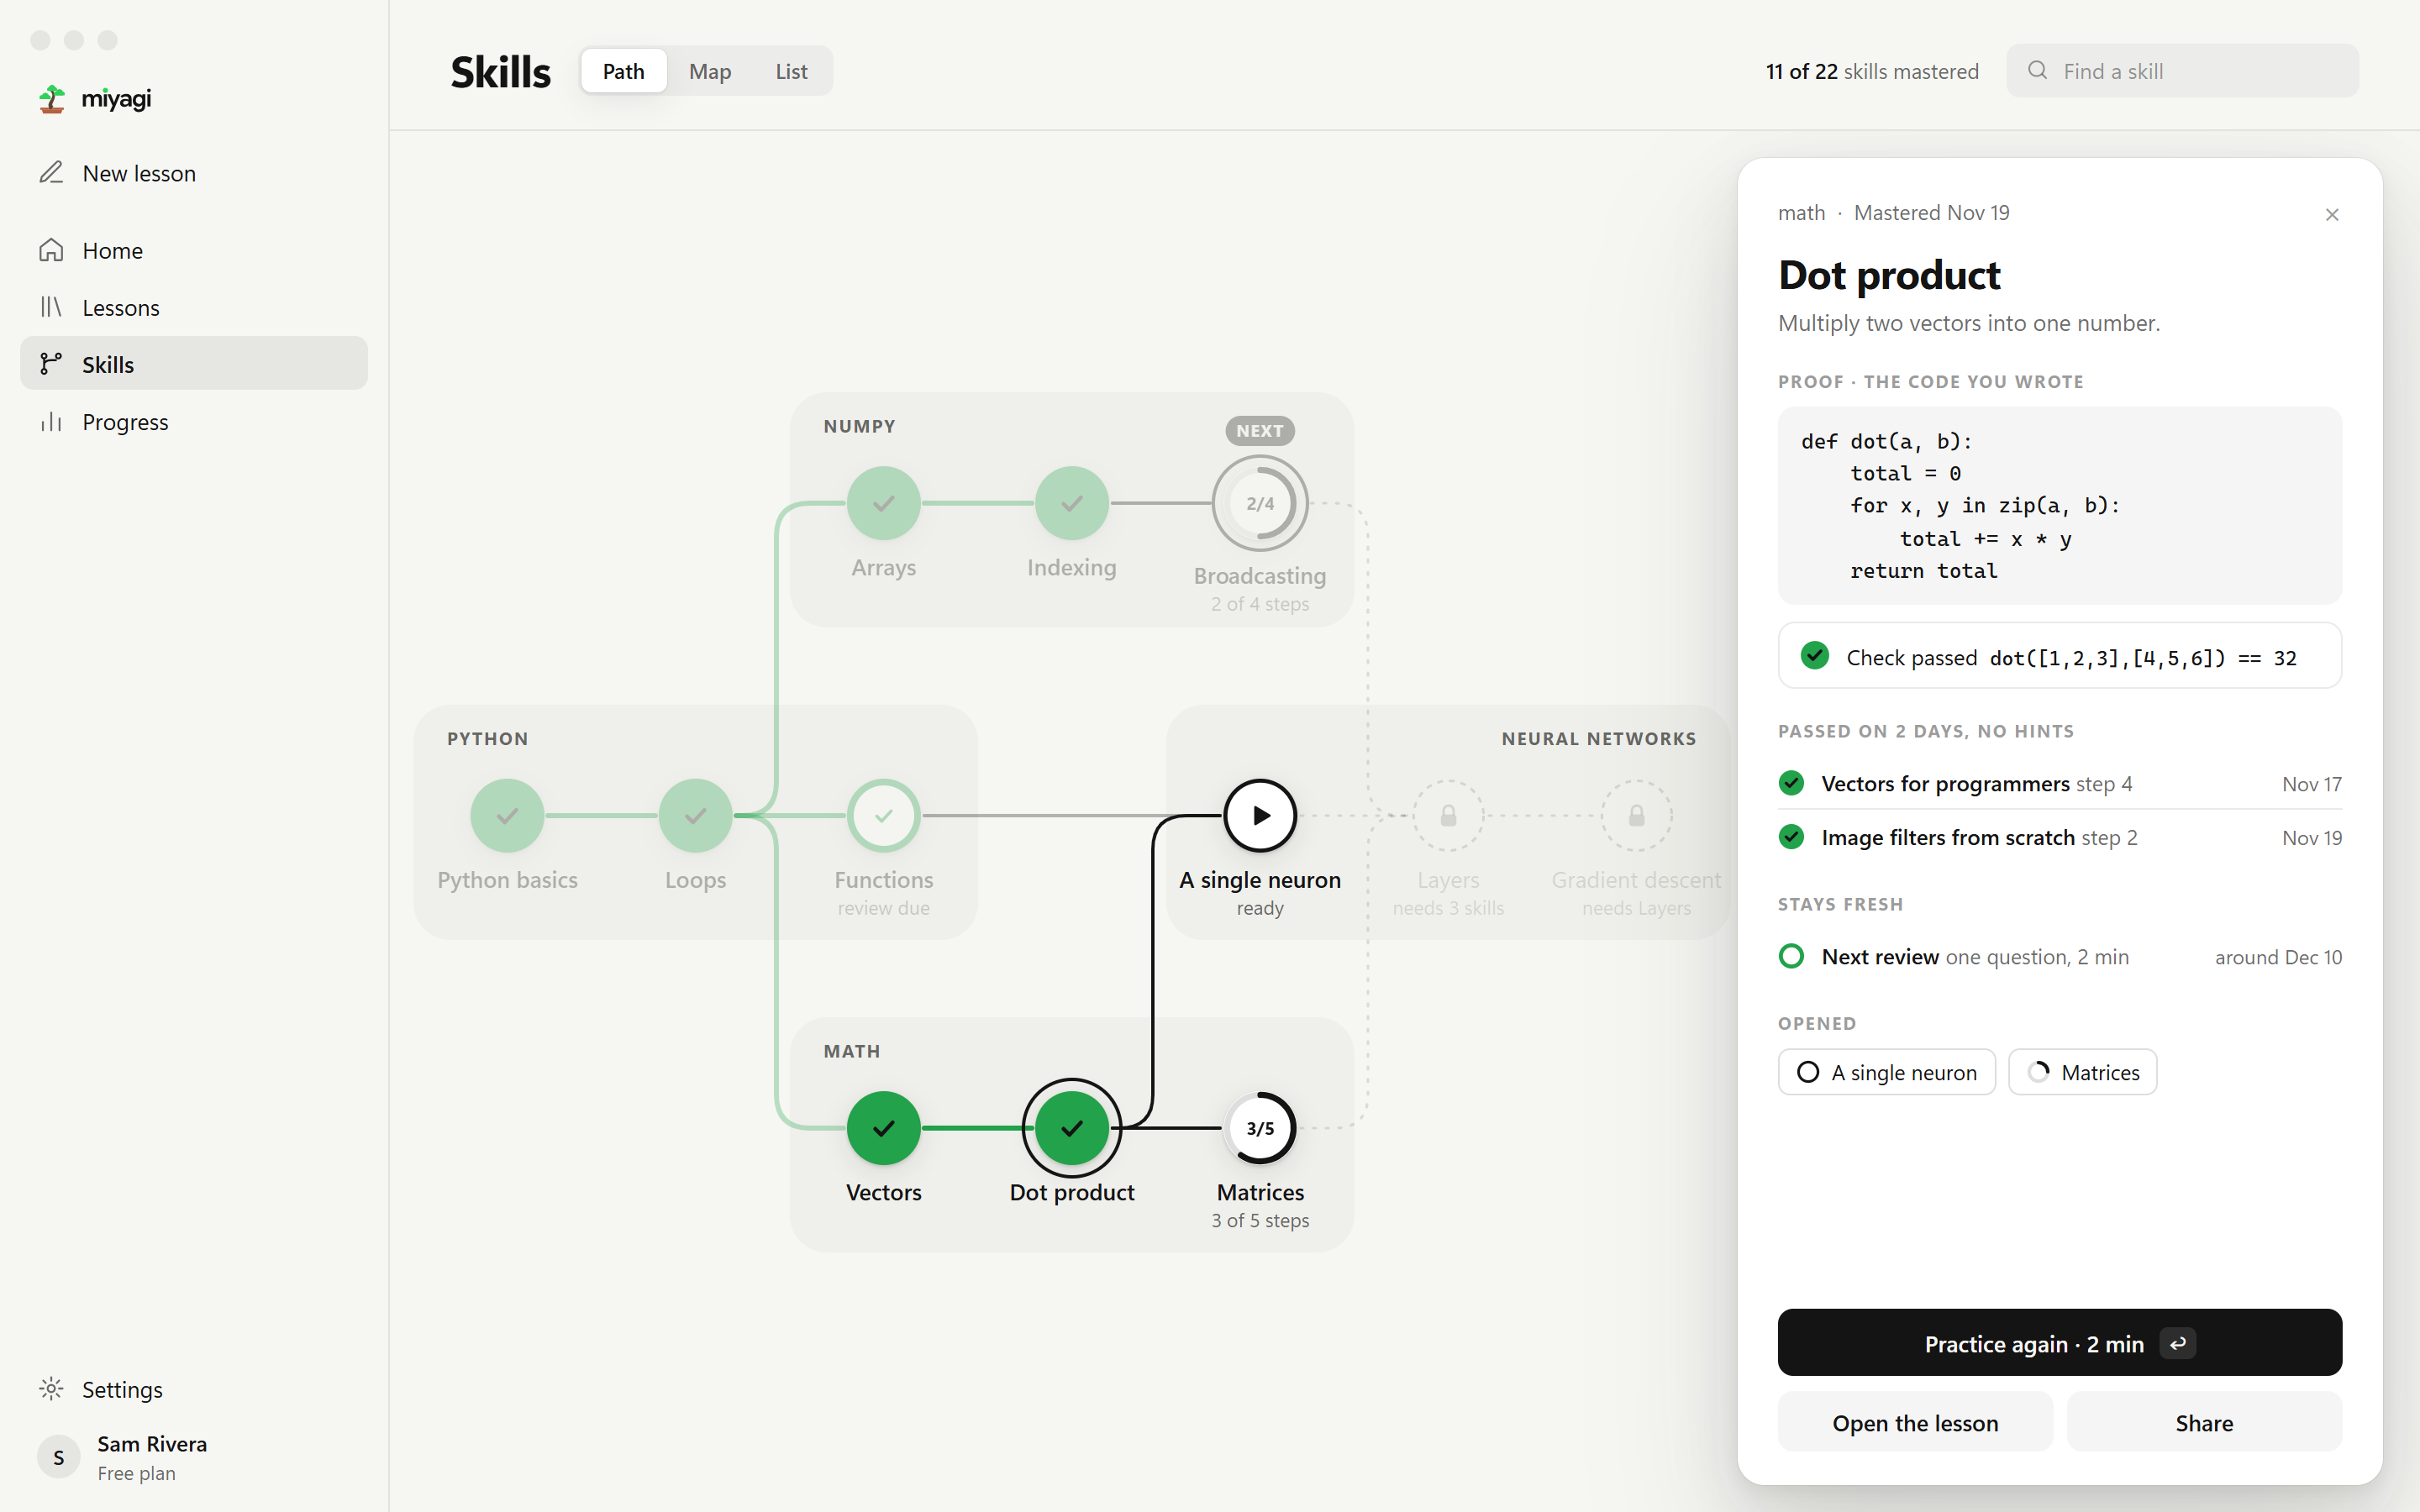 miyagi
New lesson
Home
Lessons
Skills
Progress
Settings
S
Sam Rivera
Free plan
Skills
Path
Map
List
11 of 22 skills mastered
Find a skill
NUMPY
NEXT
2/4
Arrays
Indexing
Broadcasting
2 of 4 steps
PYTHON
Python basics
Loops
Functions
review due
NEURAL NETWORKS
A single neuron
ready
Layers
needs 3 skills
Gradient descent
needs Layers
MATH
3/5
Vectors
Dot product
Matrices
3 of 5 steps
math · Mastered Nov 19
Dot product
Multiply two vectors into one number.
PROOF · THE CODE YOU WROTE
def dot(a, b):
    total = 0
    for x, y in zip(a, b):
        total += x * y
    return total
Check passed dot([1,2,3],[4,5,6]) == 32
PASSED ON 2 DAYS, NO HINTS
Vectors for programmers step 4 Nov 17
Image filters from scratch step 2 Nov 19
STAYS FRESH
Next review one question, 2 min around Dec 10
OPENED
A single neuron
Matrices
Practice again · 2 min
Open the lesson
Share